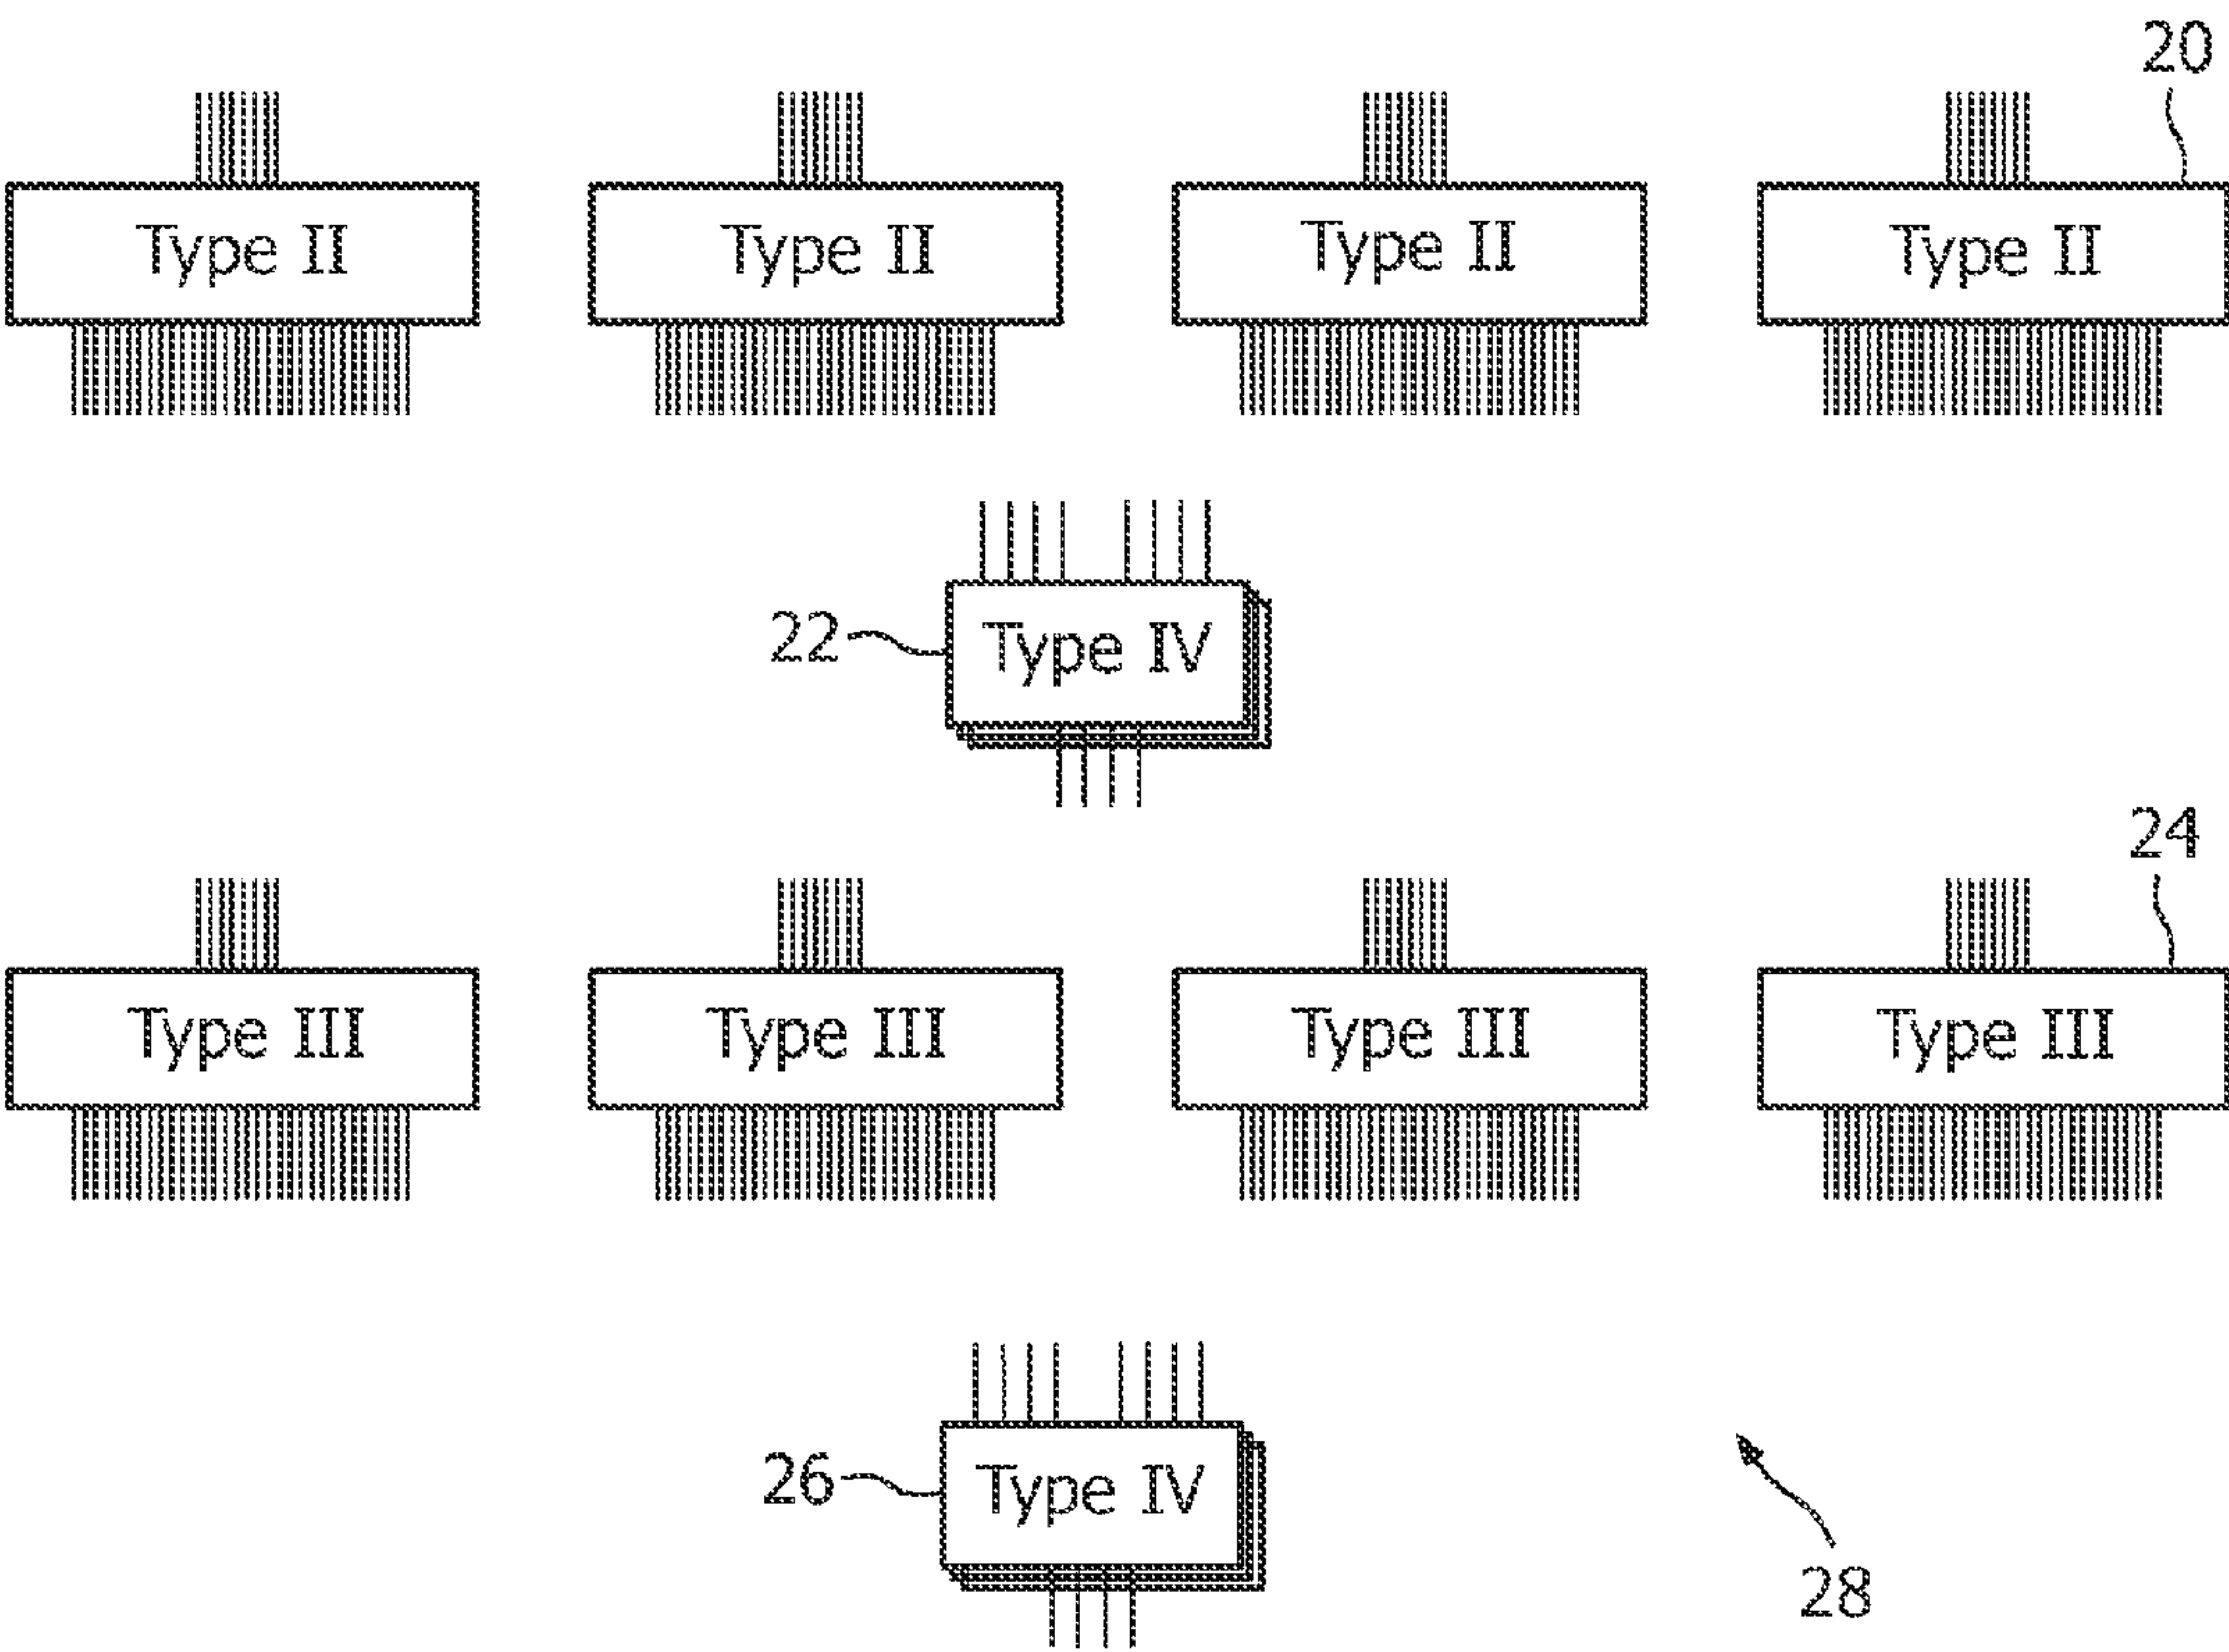 20
Type II Type II Type II Type II
22 Type IV
24
Type III Type III Type III Type III
26 Type IV
28